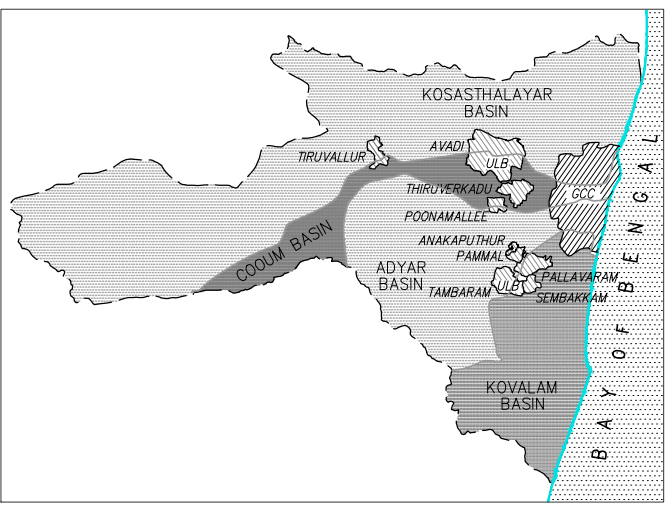 KOSASTHALAYAR
BASIN
AVADI
TIRUVALLUR
ULB
THIRUVERKADU
GCC
POONAMALLEE
COOUM BASIN
ANAKAPUTHUR
PAMMAL
ADYAR
BASIN
PALLAVARAM
TAMBARAM
ULB
SEMBAKKAM
KOVALAM
BASIN
BAY OF BENGAL